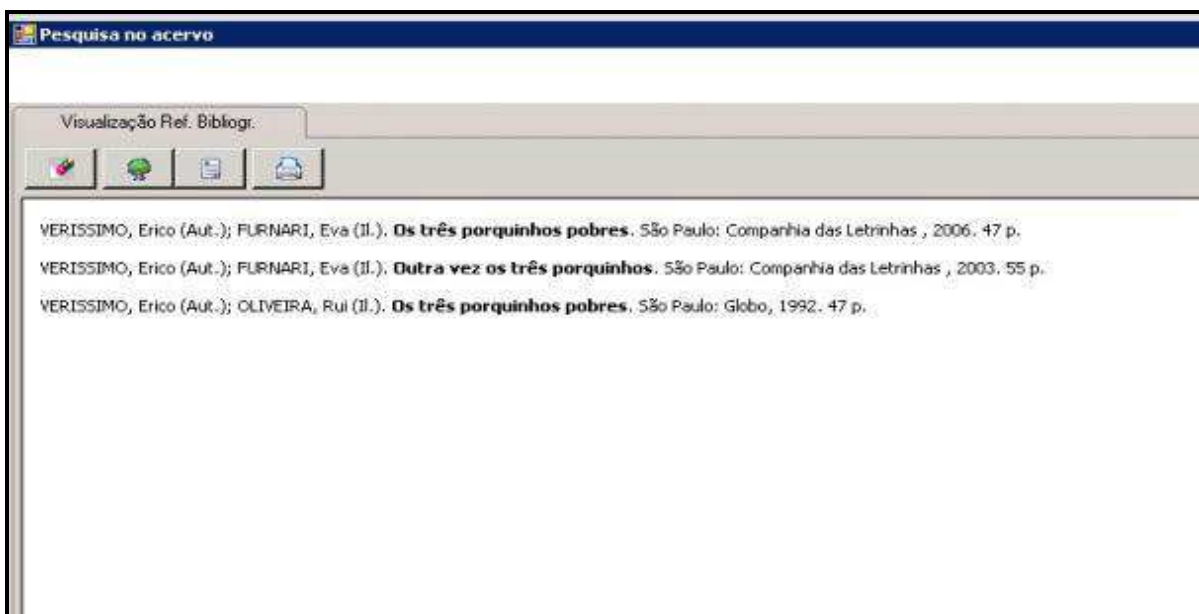 Pesquisa no acervo
Visualização Ref. Bibliogr.
VERISSIMO, Erico (Aut.); FURNARI, Eva (Il.). Os três porquinhos pobres. São Paulo: Companhia das Letrinhas , 2006. 47 p.
VERISSIMO, Erico (Aut.); FURNARI, Eva (Il.). Outra vez os três porquinhos. São Paulo: Companhia das Letrinhas , 2003. 55 p.
VERISSIMO, Erico (Aut.); OLIVEIRA, Rui (Il.). Os três porquinhos pobres. São Paulo: Globo, 1992. 47 p.